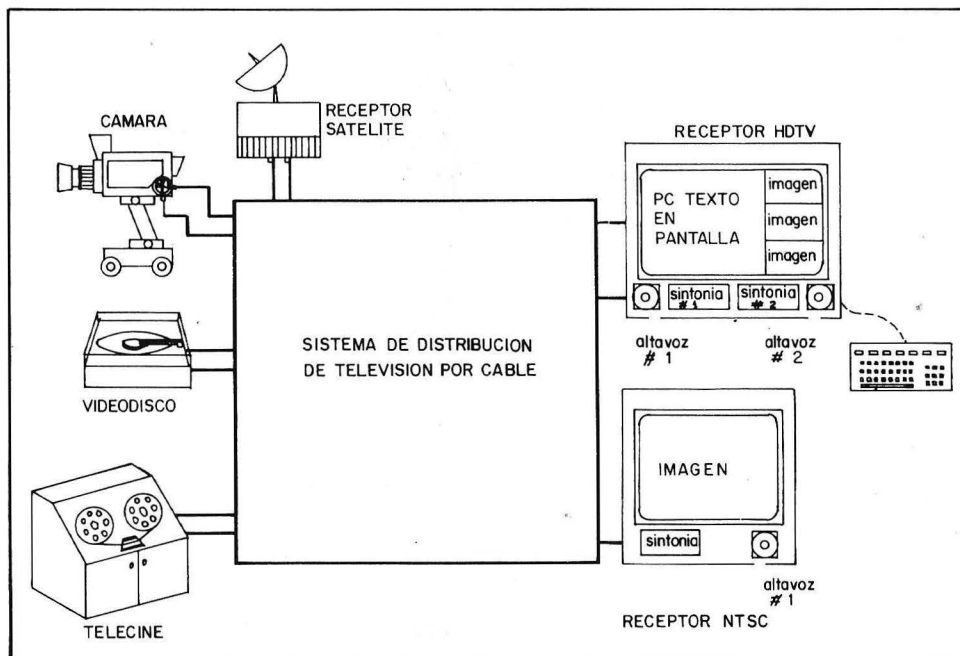 CAMARA
RECEPTOR
SATELITE
RECEPTOR HDTV
PC TEXTO
EN
PANTALLA
imagen
imagen
imagen
sintonia
# 1
sintonia
# 2
altavoz
# 1
altavoz
# 2
SISTEMA DE DISTRIBUCION
DE TELEVISION POR CABLE
VIDEODISCO
IMAGEN
sintonia
altavoz
# 1
TELECINE
RECEPTOR NTSC